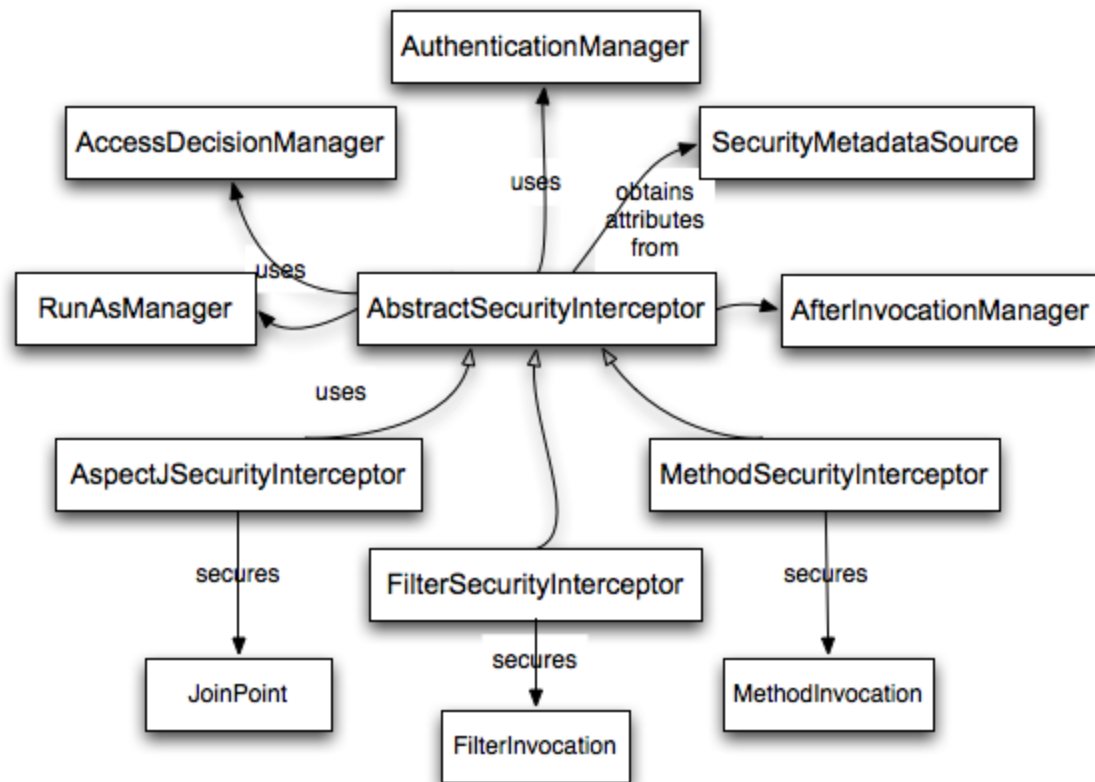 AuthenticationManager
AccessDecisionManager
SecurityMetadataSource
uses
obtains
attributes
from
uses
RunAsManager
AbstractSecurityInterceptor
AfterInvocationManager
uses
AspectJSecurityInterceptor
MethodSecurityInterceptor
secures
FilterSecurityInterceptor
secures
secures
JoinPoint
MethodInvocation
FilterInvocation